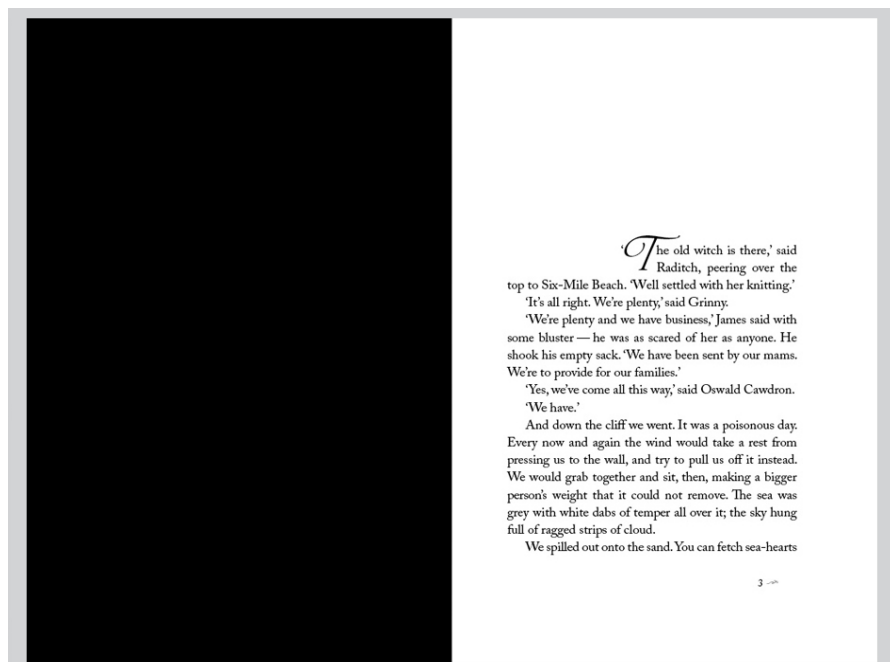 ‘The old witch is there,’ said
Raditch, peering over the
top to Six-Mile Beach. ‘Well settled with her knitting.’
‘It’s all right. We’re plenty,’ said Grinny.
‘We’re plenty and we have business,’ James said with
some bluster — he was as scared of her as anyone. He
shook his empty sack. ‘We have been sent by our mams.
We’re to provide for our families.’
‘Yes, we’ve come all this way,’ said Oswald Cawdron.
‘We have.’
And down the cliff we went. It was a poisonous day.
Every now and again the wind would take a rest from
pressing us to the wall, and try to pull us off it instead.
We would grab together and sit, then, making a bigger
person’s weight that it could not remove. The sea was
grey with white dabs of temper all over it; the sky hung
full of ragged strips of cloud.
We spilled out onto the sand. You can fetch sea-hearts
3